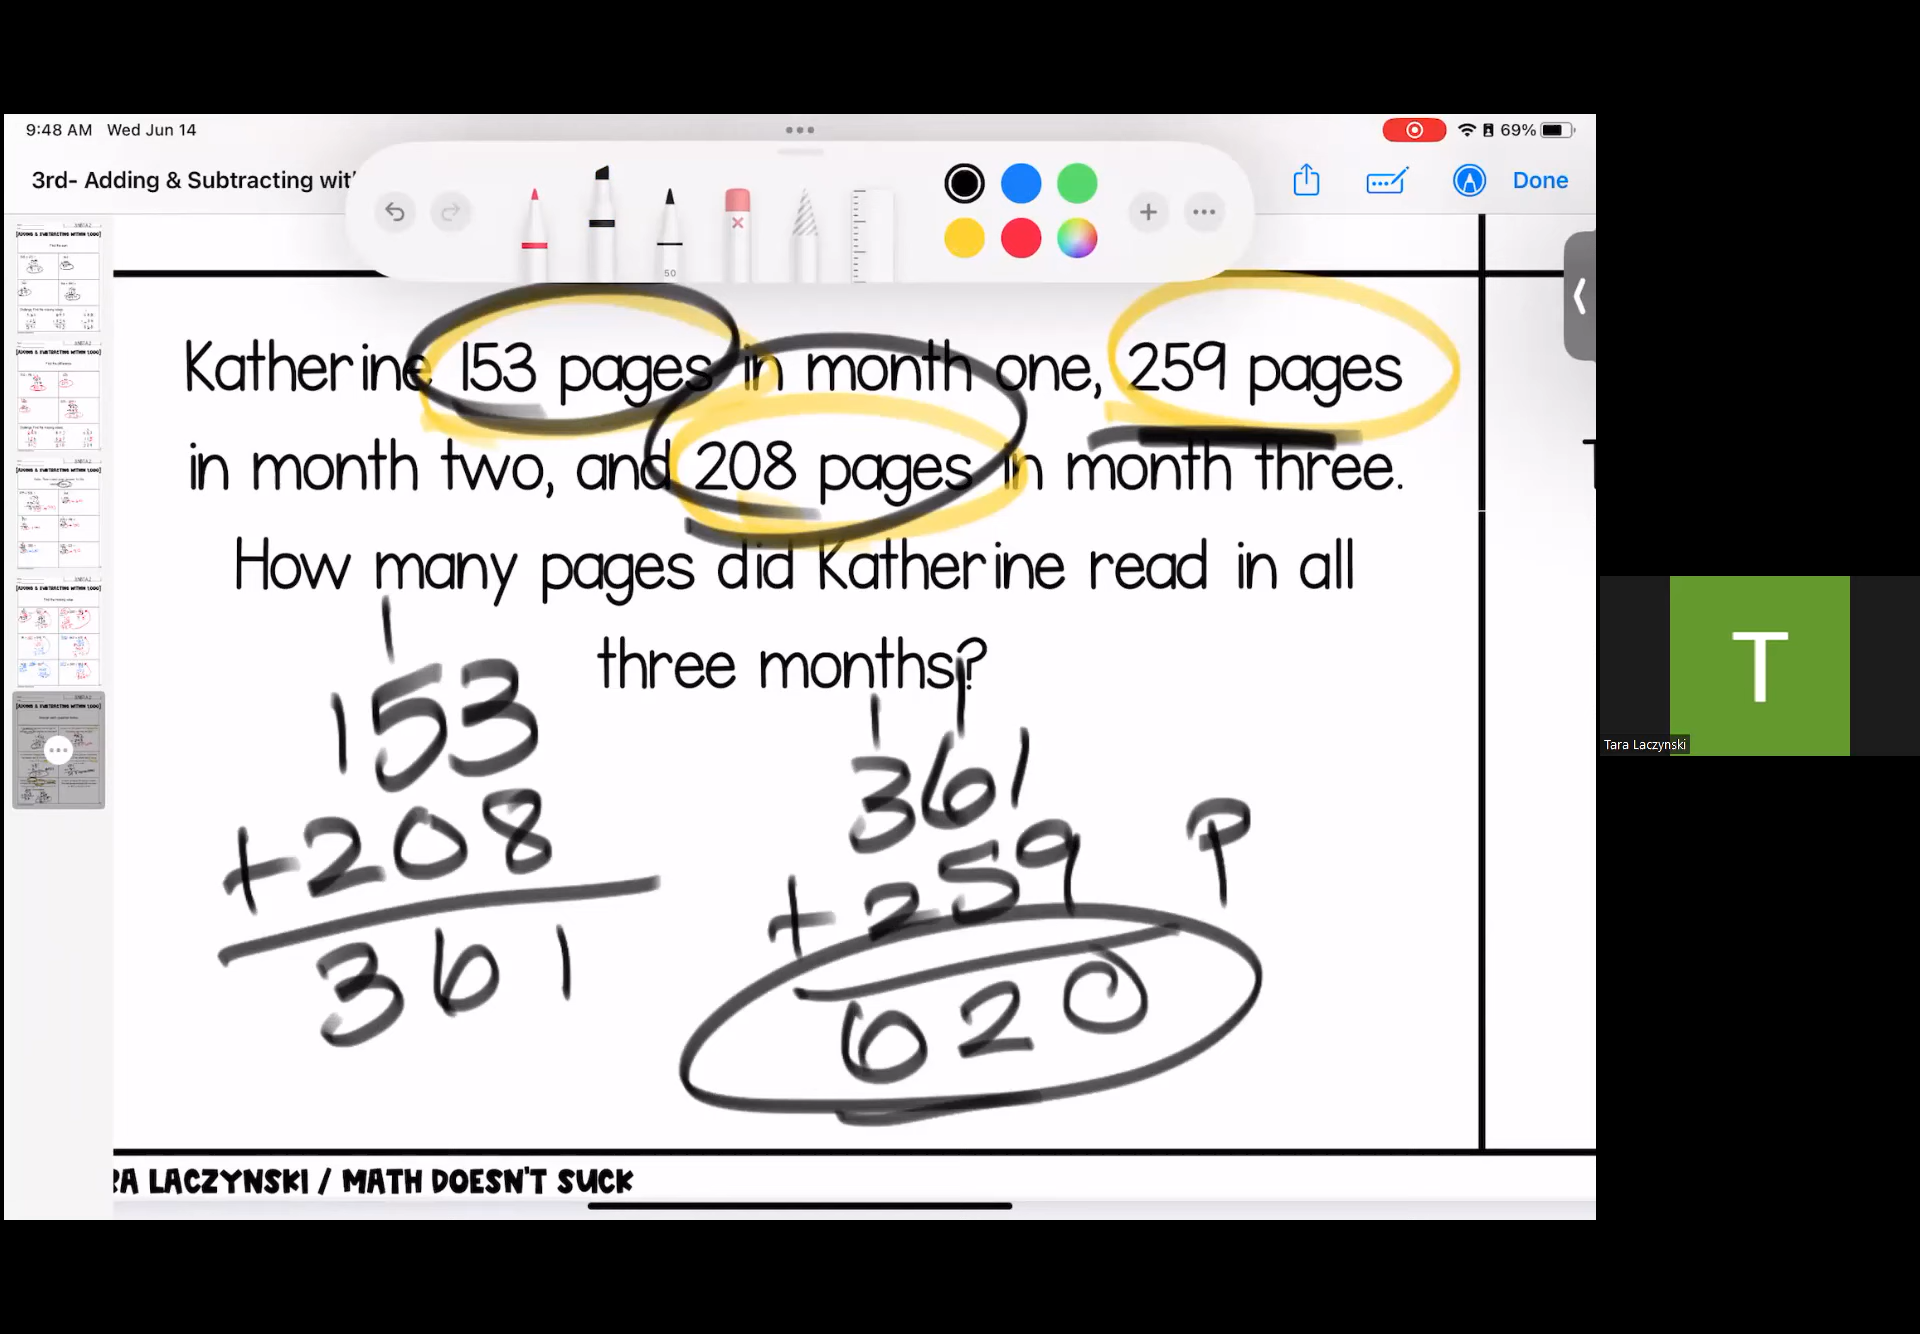 9:48 AM Wed Jun 14
69%
3rd- Adding & Subtracting wit
Done
50
Katherine 153 pages in month one, 259 pages
in month two, and 208 pages in month three.
How many pages did Katherine read in all
three months?
1
153
+208
361
1 1
361
+259
620
P
RA LACZYNSKI / MATH DOESN'T SUCK
T
Tara Laczynski